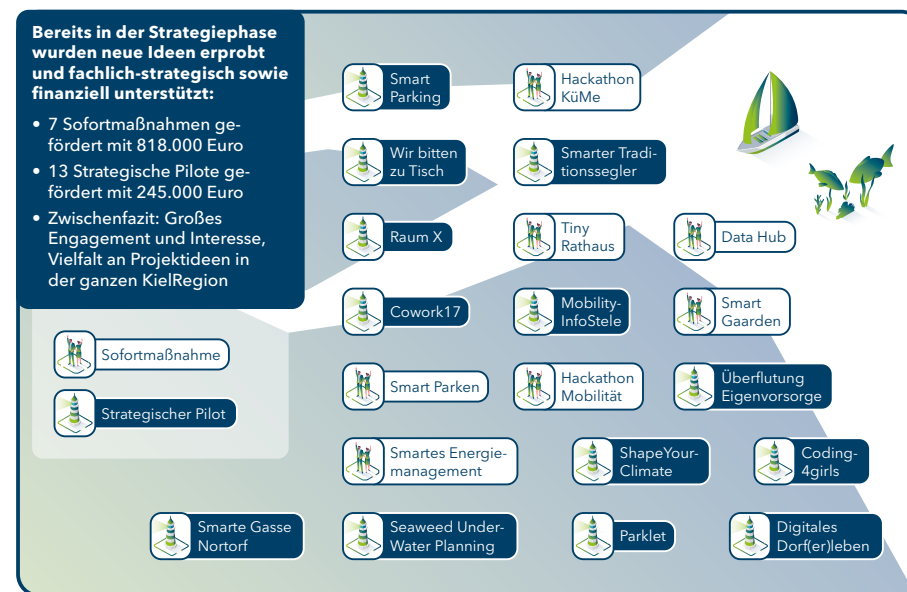 Bereits in der Strategiephase
wurden neue Ideen erprobt
und fachlich-strategisch sowie
finanziell unterstützt:
• 7 Sofortmaßnahmen ge-
fördert mit 818.000 Euro
• 13 Strategische Pilote ge-
fördert mit 245.000 Euro
• Zwischenfazit: Großes
Engagement und Interesse,
Vielfalt an Projektideen in
der ganzen KielRegion
Sofortmaßnahme
Strategischer Pilot
Smart
Parking
Hackathon
KüMe
Wir bitten
zu Tisch
Smarter Tradi-
tionssegler
Raum X
Tiny
Rathaus
Data Hub
Cowork17
Mobility-
InfoStele
Smart
Gaarden
Smart Parken
Hackathon
Mobilität
Überflutung
Eigenvorsorge
Smartes Energie-
management
ShapeYour-
Climate
Coding-
4girls
Smarte Gasse
Nortorf
Seaweed Under-
Water Planning
Parklet
Digitales
Dorf(er)leben